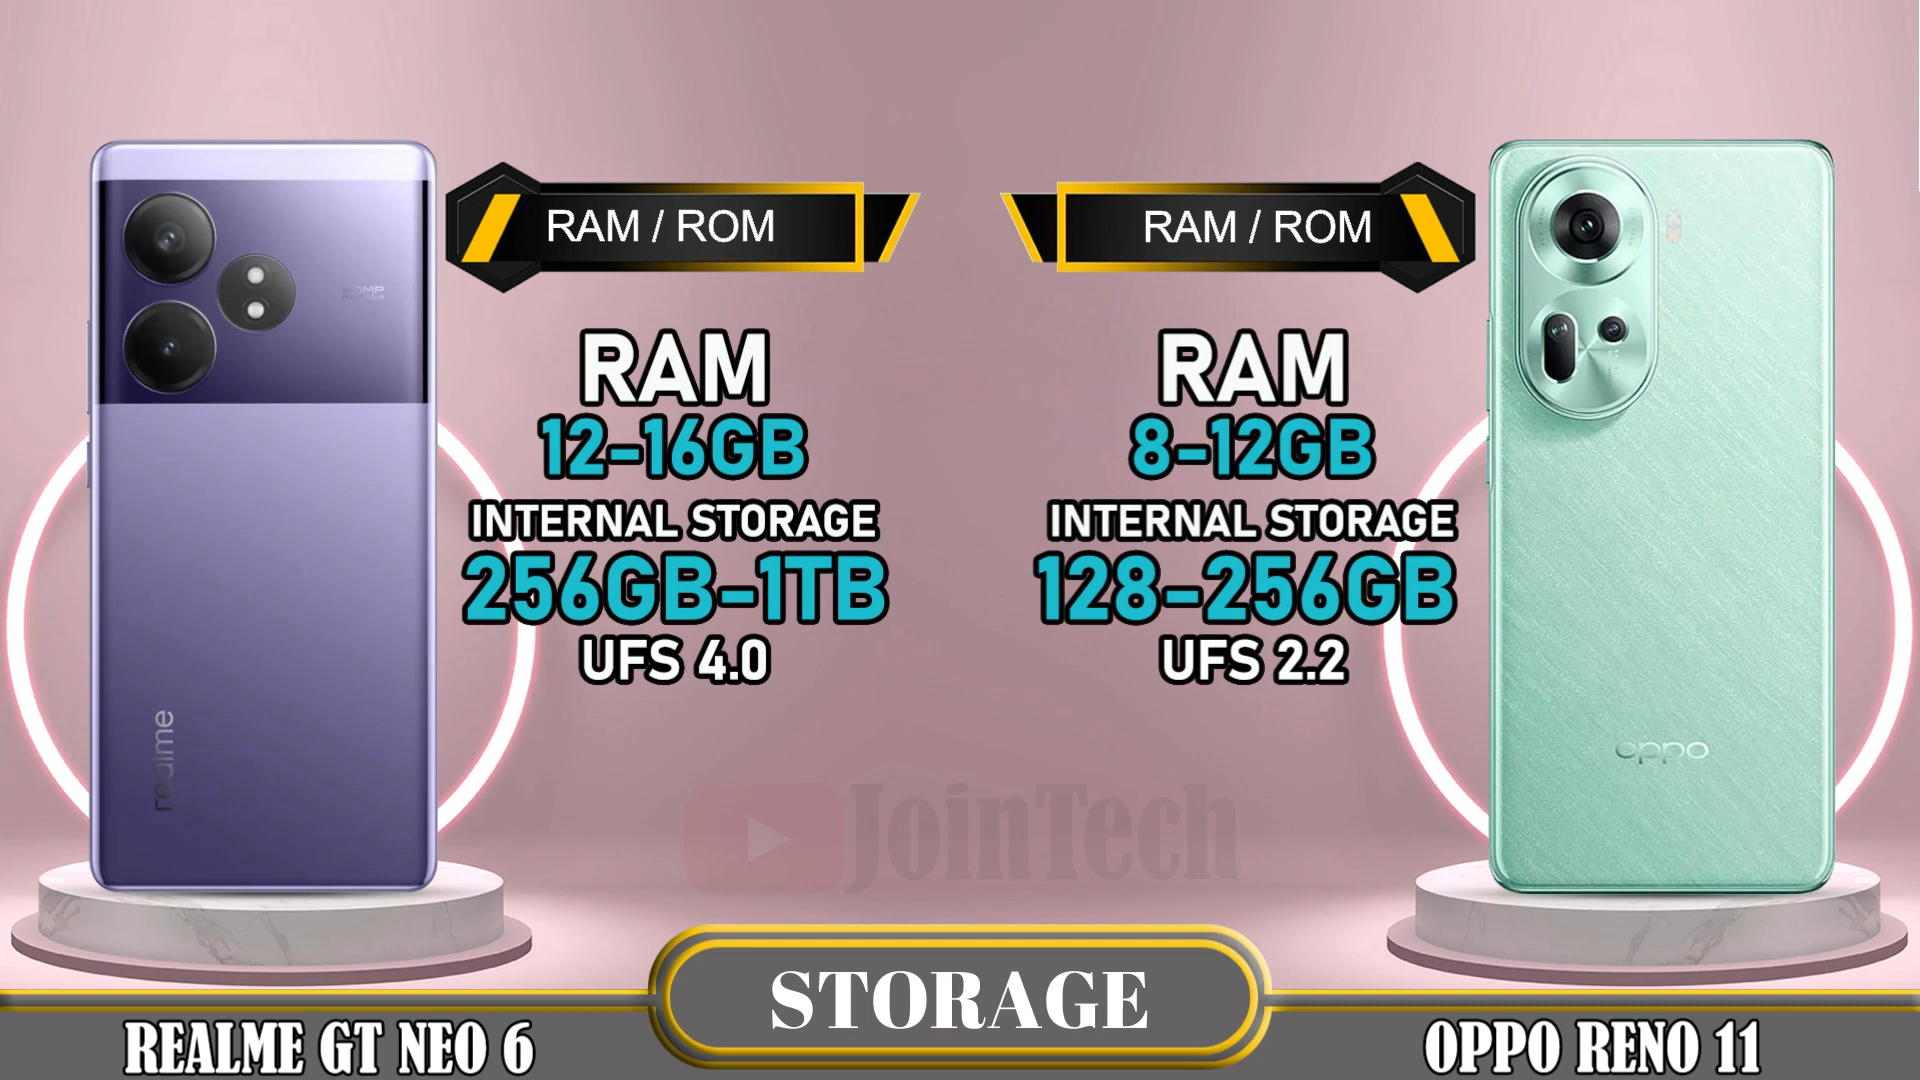 RAM / ROM
RAM
12-16GB
INTERNAL STORAGE
256GB-1TB
UFS 4.0
RAM / ROM
RAM
8-12GB
INTERNAL STORAGE
128-256GB
UFS 2.2
realme
oppo
JoinTech
STORAGE
REALME GT NEO 6
OPPO RENO 11